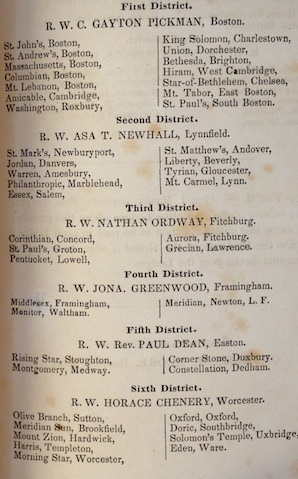 First District.
R. W. C. GAYTON PICKMAN, Boston.
St. John's, Boston,
St. Andrew's, Boston,
Massachusetts, Boston,
Columbian, Boston,
Mt. Lebanon, Boston,
Amicable, Cambridge,
Washington, Roxbury,
King Solomon, Charlestown,
Union, Dorchester,
Bethesda, Brighton,
Hiram, West Cambridge,
Star-of-Bethlehem, Chelsea,
Mt. Tabor, East Boston,
St. Paul's, South Boston.
Second District.
R. W. ASA T. NEWHALL, Lynnfield.
St. Mark's, Newburyport,
Jordan, Danvers,
Warren, Amesbury,
Philanthropic, Marblehead,
Essex, Salem,
St. Matthew's, Andover,
Liberty, Beverly,
Tyrian, Gloucester,
Mt. Carmel, Lynn.
Third District.
R. W. NATHAN ORDWAY, Fitchburg.
Corinthian, Concord,
St. Paul's, Groton,
Pentucket, Lowell,
Aurora, Fitchburg.
Grecian, Lawrence.
Fourth District.
R. W. JONA. GREENWOOD, Framingham.
Middlesex, Framingham,
Monitor, Waltham.
Meridian, Newton, L. F.
Fifth District.
R. W. Rev. PAUL DEAN, Easton.
Rising Star, Stoughton,
Montgomery, Medway.
Corner Stone, Duxbury.
Constellation, Dedham.
Sixth District.
R. W. HORACE CHENERY, Worcester.
Olive Branch, Sutton,
Meridian Sun, Brookfield,
Mount Zion, Hardwick,
Harris, Templeton,
Morning Star, Worcester,
Oxford, Oxford,
Doric, Southbridge,
Solomon's Temple, Uxbridge,
Eden, Ware.